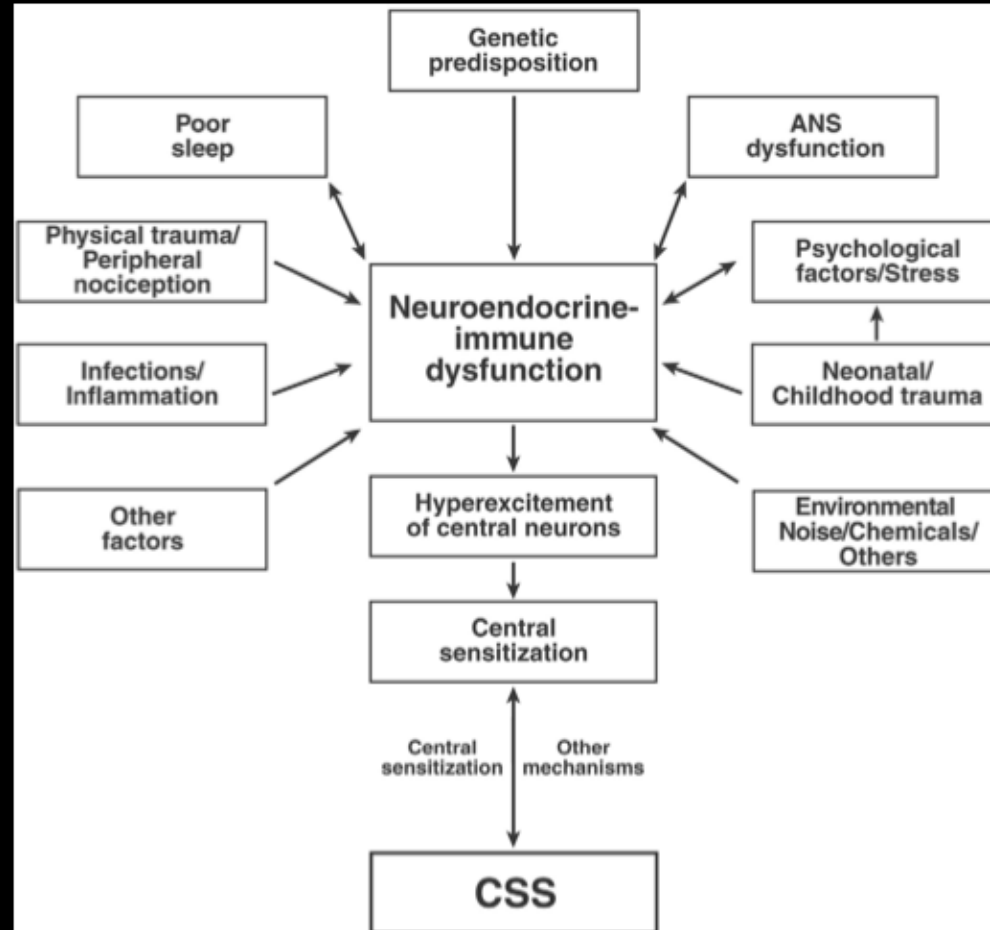 Genetic
predisposition
Poor
sleep
ANS
dysfunction
Physical trauma/
Peripheral
nociception
Psychological
factors/Stress
Neuroendocrine-
immune
dysfunction
Infections/
Inflammation
Neonatal/
Childhood trauma
Other
factors
Hyperexcitement
of central neurons
Environmental
Noise/Chemicals/
Others
Central
sensitization
Central
sensitization
Other
mechanisms
CSS